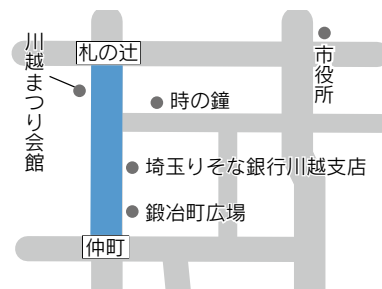 川越まつり会館
札の辻
市役所
時の鐘
埼玉りそな銀行川越支店
鍛冶町広場
仲町